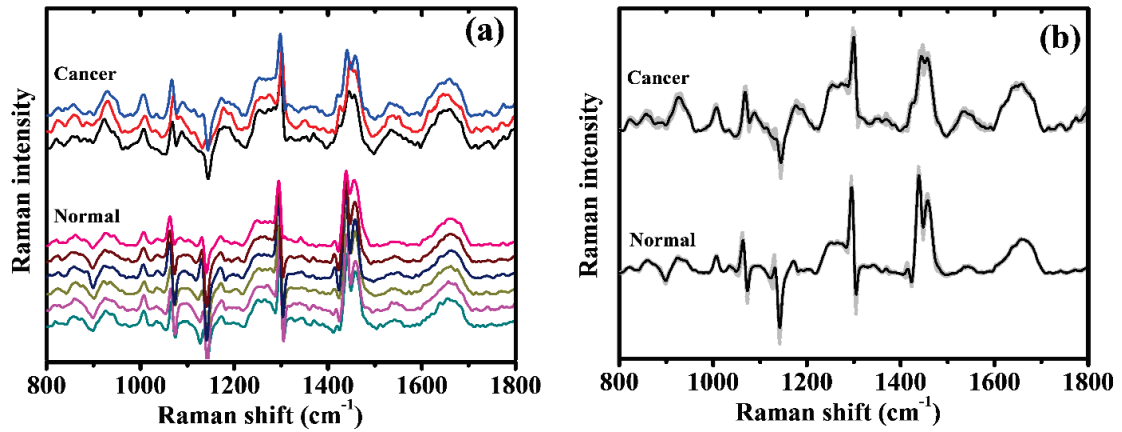 (a)
Cancer
Normal
Raman intensity
800 1000 1200 1400 1600 1800
Raman shift (cm⁻¹)
(b)
Cancer
Normal
Raman intensity
800 1000 1200 1400 1600 1800
Raman shift (cm⁻¹)